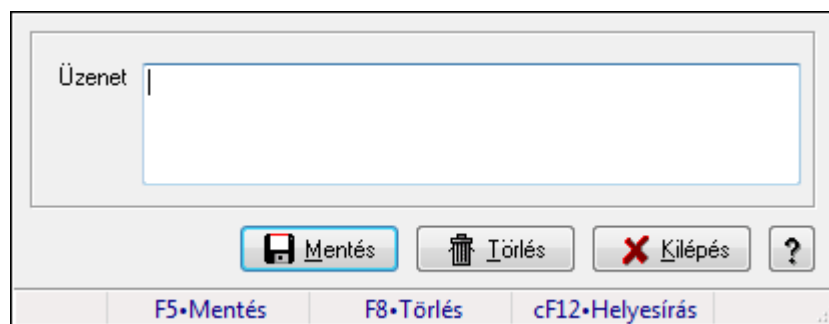 Üzenet
Mentés Törlés Kilépés ?
F5•Mentés F8•Törlés cF12•Helyesírás